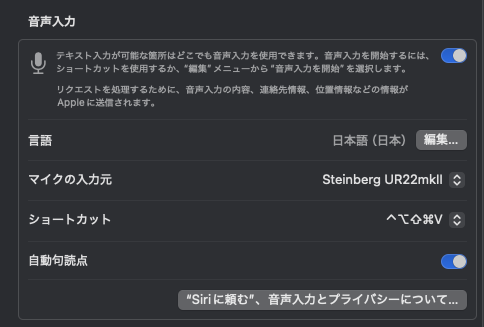 音声入力
テキスト入力が可能な箇所はどこでも音声入力を使用できます。音声入力を開始するには、
ショートカットを使用するか、“編集”メニューから“音声入力を開始”を選択します。
リクエストを処理するために、音声入力の内容、連絡先情報、位置情報などの情報が
Appleに送信されます。
言語 日本語（日本） 編集...
マイクの入力元 Steinberg UR22mkII
ショートカット ^⌥⇧⌘V
自動句読点
“Siriに頼む”、音声入力とプライバシーについて...